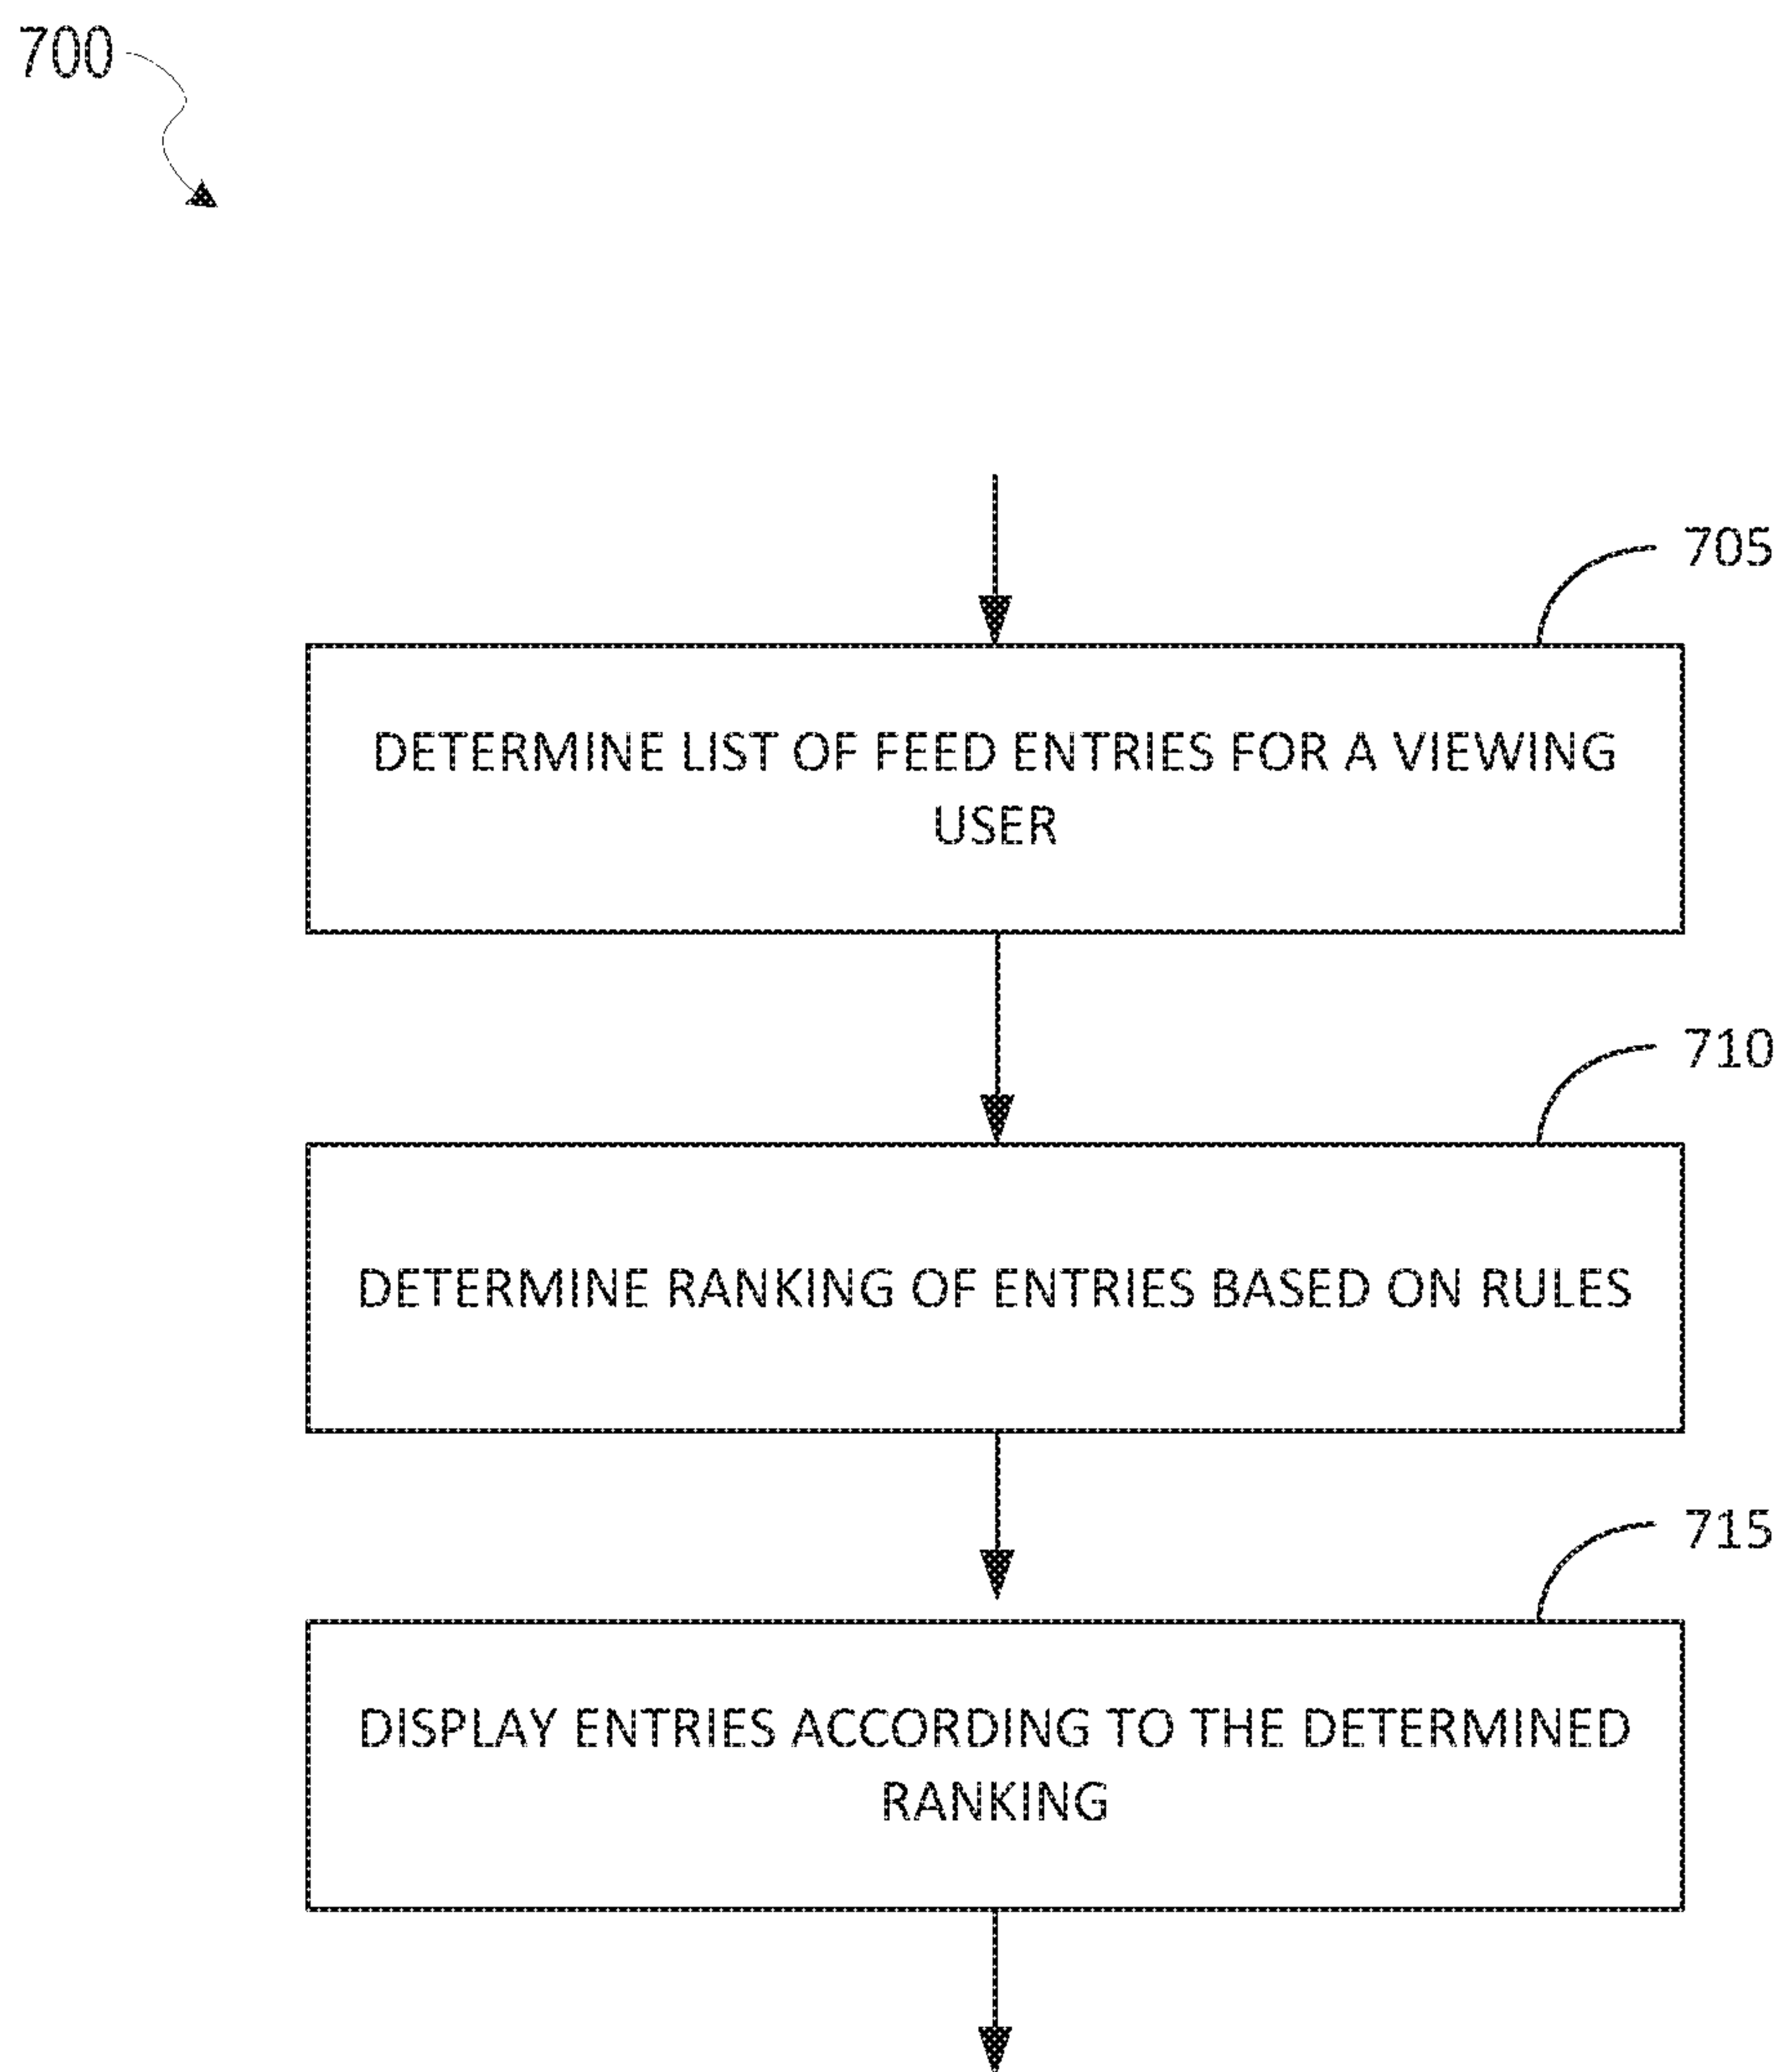 700
705
DETERMINE LIST OF FEED ENTRIES FOR A VIEWING
USER
710
DETERMINE RANKING OF ENTRIES BASED ON RULES
715
DISPLAY ENTRIES ACCORDING TO THE DETERMINED
RANKING